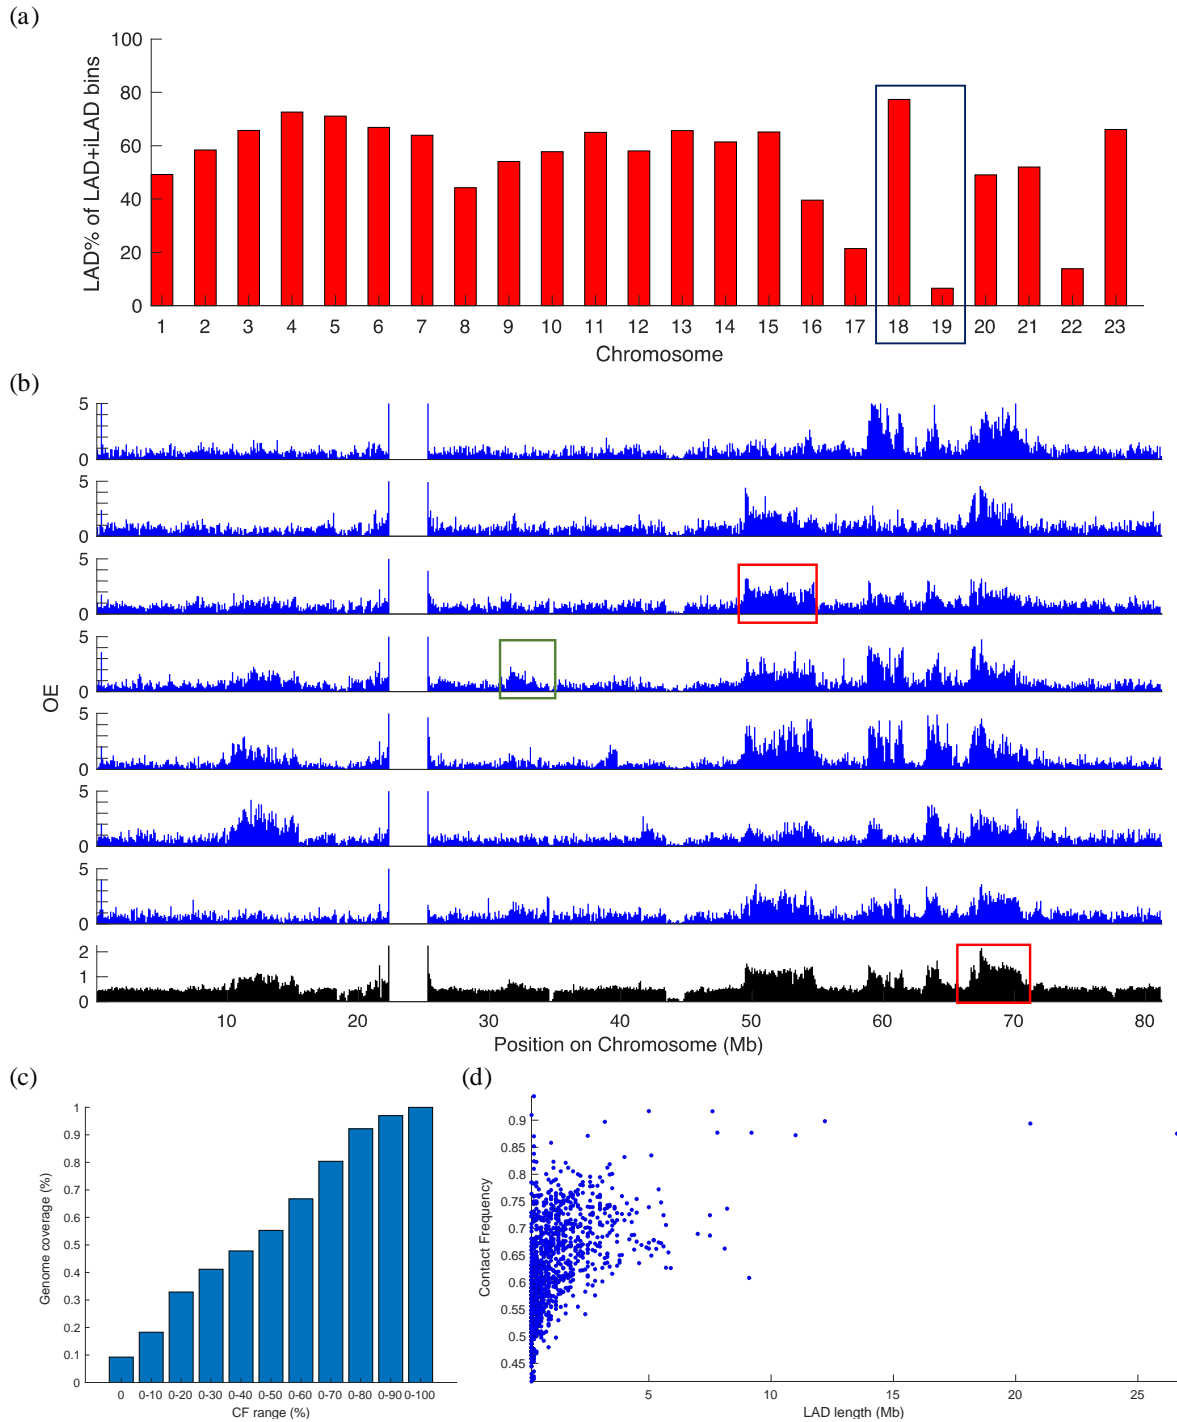 (a)
100
80
60
40
20
0
LAD% of LAD+iLAD bins
1 2 3 4 5 6 7 8 9 10 11 12 13 14 15 16 17 18 19 20 21 22 23
Chromosome
(b)
5
0
5
0
5
0
5
0
5
0
5
0
5
0
2
1
0
OE
10 20 30 40 50 60 70 80
Position on Chromosome (Mb)
(c)
1
0.9
0.8
0.7
0.6
0.5
0.4
0.3
0.2
0.1
0
Genome coverage (%)
0 0-10 0-20 0-30 0-40 0-50 0-60 0-70 0-80 0-90 0-100
CF range (%)
(d)
0.9
0.85
0.8
0.75
0.7
0.65
0.6
0.55
0.5
0.45
Contact Frequency
5 10 15 20 25
LAD length (Mb)